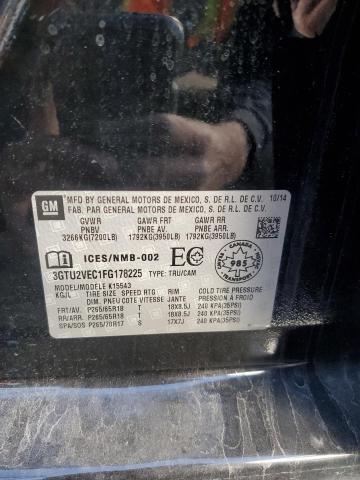 GM
MFD BY GENERAL MOTORS DE MEXICO, S. DE R.L. DE C.V. 10/14
FAB. PAR GENERAL MOTORS DE MEXICO, S. DE R.L. DE C.V.
GVWR GAWR FRT GAWR RR
PNBV PNBE AV. PNBE ARR.
3266KG(7200LB) 1792KG(3950LB) 1792KG(3950LB)
ICES/NMB-002 EC
3GTU2VEC1FG178225 TYPE: TRU/CAM
CANADA
985
TRANSPORT
MODEL/MODELE K15543
KG/L TIRE SIZE SPEED RTG RIM COLD TIRE PRESSURE
DIM. PNEU COTE VITESSE JANTE PRESSION A FROID
FRT/AV. P265/65R18 T 18X8.5J 240 KPA(35PSI)
RR/ARR. P265/65R18 T 18X8.5J 240 KPA(35PSI)
SPA/SOS P265/70R17 S 17X7J 240 KPA(35PSI)